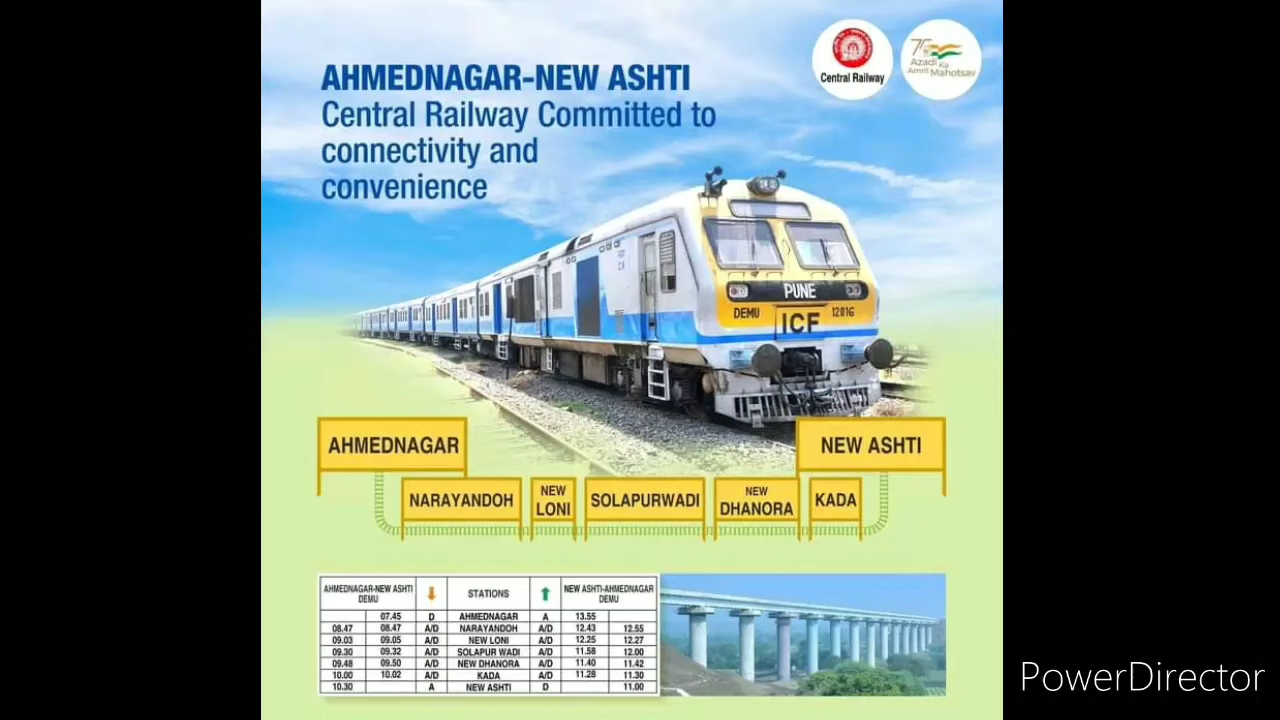 AHMEDNAGAR-NEW ASHTI
Central Railway Committed to
connectivity and
convenience
Central Railway
75
Azadi Ka
Amrit Mahotsav
PUNE
DEMU
ICF
12016
AHMEDNAGAR
NEW ASHTI
NARAYANDOH
NEW
LONI
SOLAPURWADI
NEW
DHANORA
KADA
AHMEDNAGAR-NEW ASHTI DEMU STATIONS NEW ASHTI-AHMEDNAGAR DEMU
07.45 D AHMEDNAGAR A 13.55
08.47 08.47 A/D NARAYANDOH A/D 12.43 12.55
09.03 09.05 A/D NEW LONI A/D 12.25 12.27
09.30 09.32 A/D SOLAPUR WADI A/D 11.58 12.00
09.48 09.50 A/D NEW DHANORA A/D 11.40 11.42
10.00 10.02 A/D KADA A/D 11.28 11.30
10.30 A NEW ASHTI D 11.00
PowerDirector